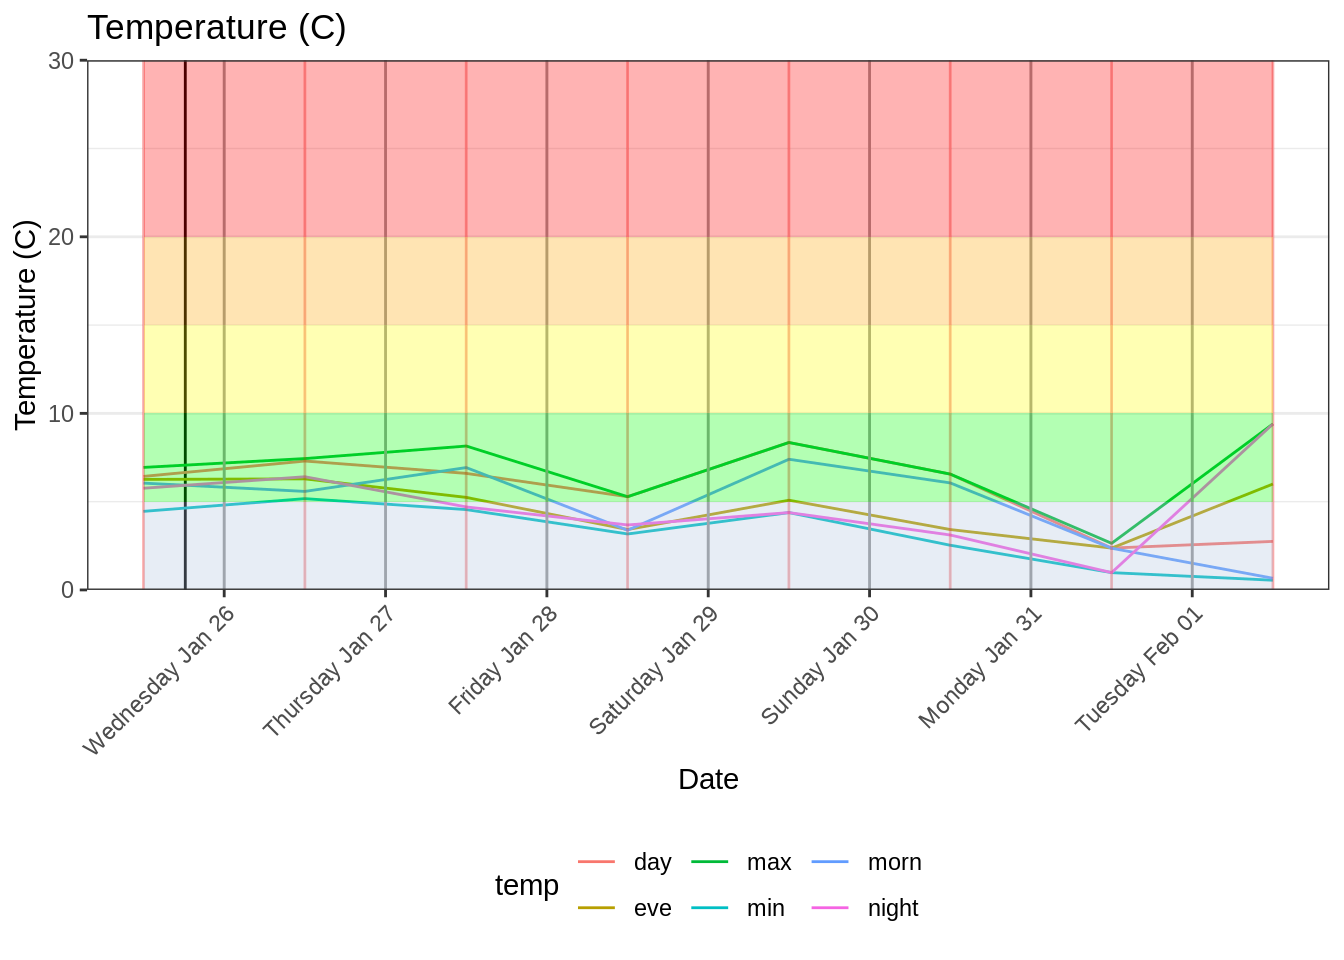 Temperature (C)
Temperature (C)
30
20
10
0
Wednesday Jan 26
Thursday Jan 27
Friday Jan 28
Saturday Jan 29
Sunday Jan 30
Monday Jan 31
Tuesday Feb 01
Date
temp
day max morn
eve min night